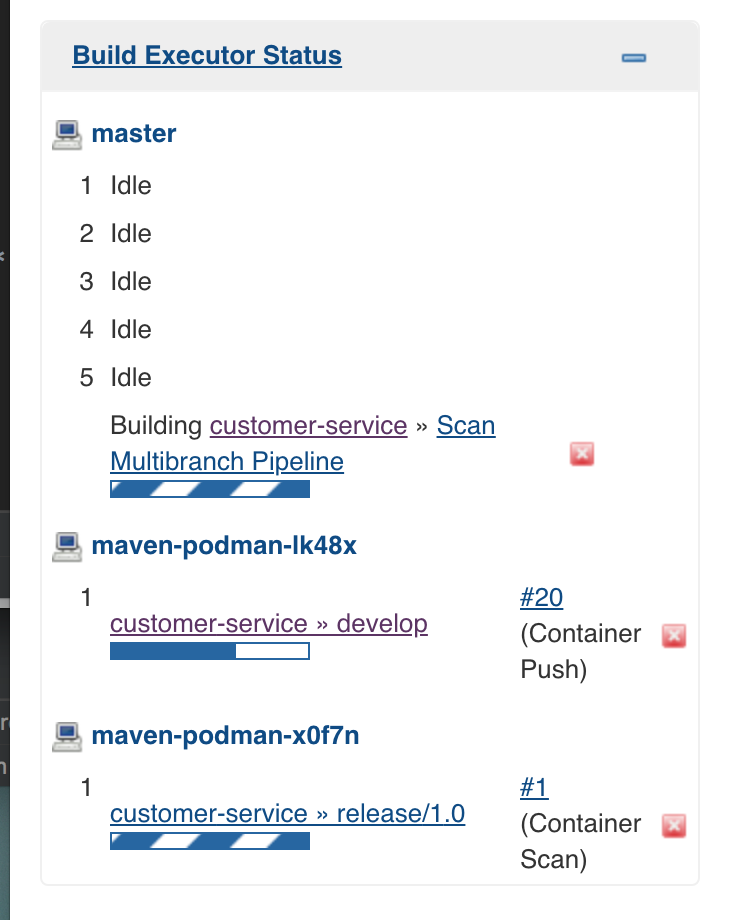 Build Executor Status
master
1 Idle
2 Idle
3 Idle
4 Idle
5 Idle
Building customer-service » Scan
Multibranch Pipeline
maven-podman-lk48x
1
customer-service » develop
#20
(Container
Push)
maven-podman-x0f7n
1
customer-service » release/1.0
#1
(Container
Scan)